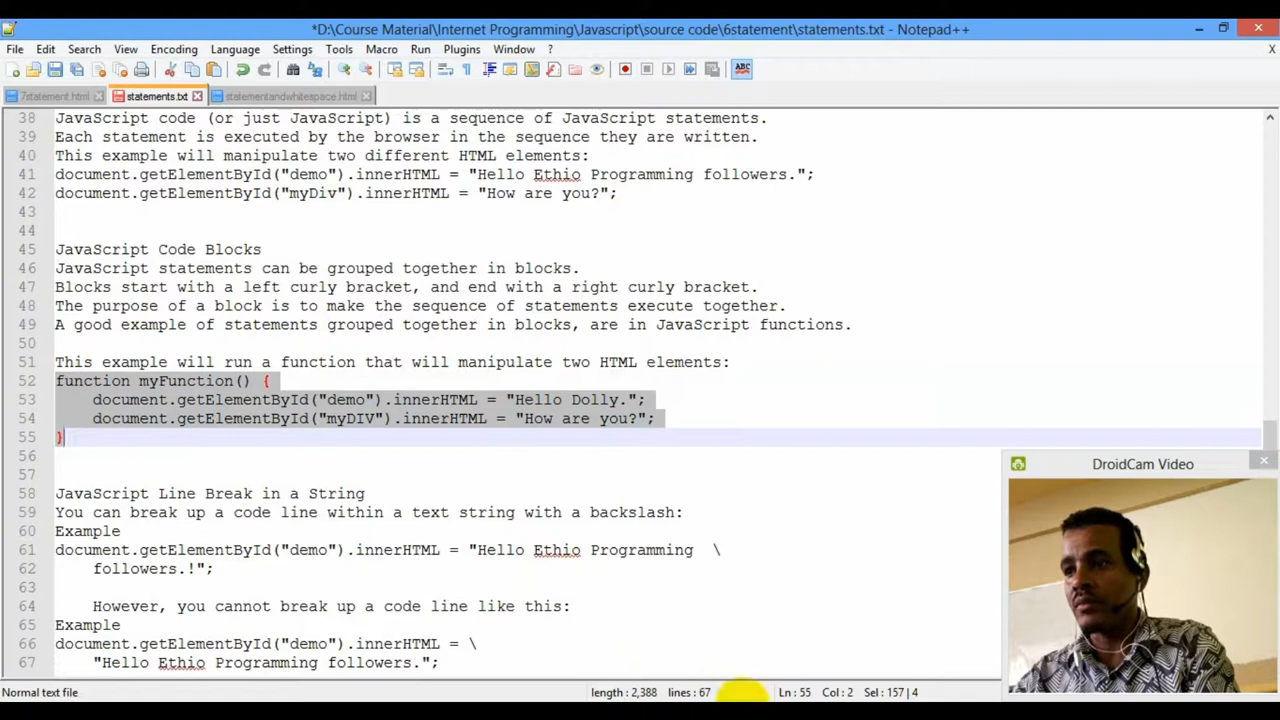 *D:\Course Material\Internet Programming\Javascript\source code\6statement\statements.txt - Notepad++
File Edit Search View Encoding Language Settings Tools Macro Run Plugins Window ? X
ABC
7statement.html statements.txt statementandwhitespace.html
38 JavaScript code (or just JavaScript) is a sequence of JavaScript statements.
39 Each statement is executed by the browser in the sequence they are written.
40 This example will manipulate two different HTML elements:
41 document.getElementById("demo").innerHTML = "Hello Ethio Programming followers.";
42 document.getElementById("myDiv").innerHTML = "How are you?";
43
44
45 JavaScript Code Blocks
46 JavaScript statements can be grouped together in blocks.
47 Blocks start with a left curly bracket, and end with a right curly bracket.
48 The purpose of a block is to make the sequence of statements execute together.
49 A good example of statements grouped together in blocks, are in JavaScript functions.
50
51 This example will run a function that will manipulate two HTML elements:
52 function myFunction() {
53 document.getElementById("demo").innerHTML = "Hello Dolly.";
54 document.getElementById("myDIV").innerHTML = "How are you?";
55 }
56
57
58 JavaScript Line Break in a String
59 You can break up a code line within a text string with a backslash:
60 Example
61 document.getElementById("demo").innerHTML = "Hello Ethio Programming \
62 followers.!";
63
64 However, you cannot break up a code line like this:
65 Example
66 document.getElementById("demo").innerHTML = \
67 "Hello Ethio Programming followers.";
DroidCam Video
Normal text file length : 2,388 lines : 67 Ln : 55 Col : 2 Sel : 157 | 4